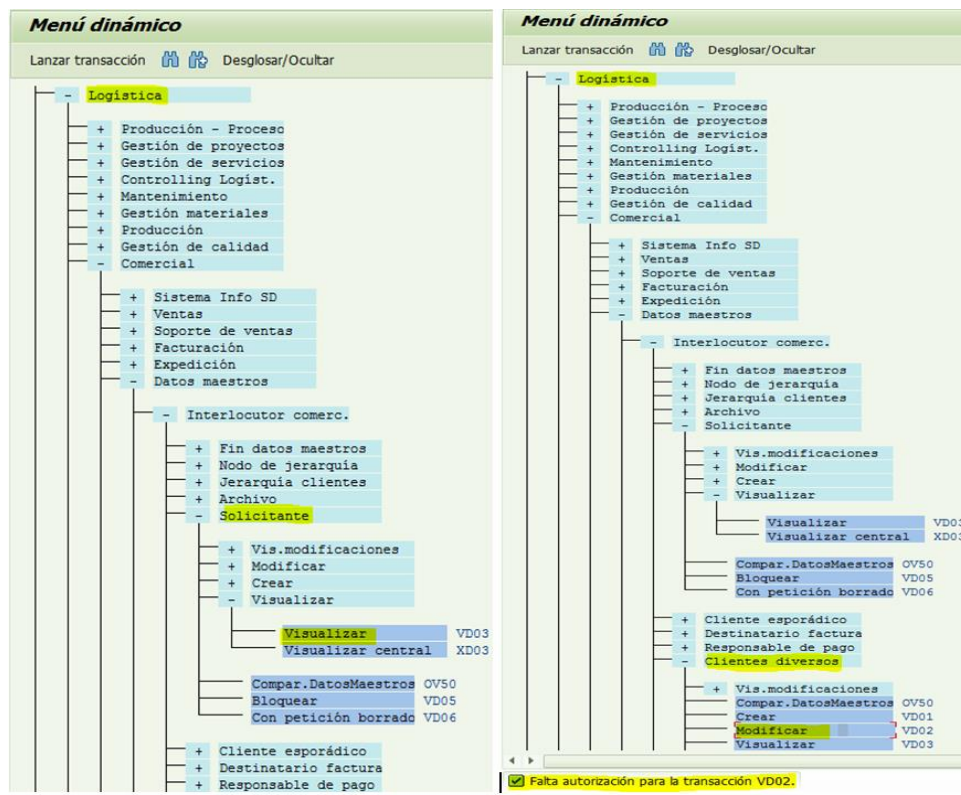 Menú dinámico
Lanzar transacción Desglosar/Ocultar
- Logística
+ Producción - Proceso
+ Gestión de proyectos
+ Gestión de servicios
+ Controlling Logíst.
+ Mantenimiento
+ Gestión materiales
+ Producción
+ Gestión de calidad
- Comercial
+ Sistema Info SD
+ Ventas
+ Soporte de ventas
+ Facturación
+ Expedición
- Datos maestros
- Interlocutor comerc.
+ Fin datos maestros
+ Nodo de jerarquía
+ Jerarquía clientes
+ Archivo
- Solicitante
+ Vis.modificaciones
+ Modificar
+ Crear
- Visualizar
Visualizar VD03
Visualizar central XD03
Compar.DatosMaestros OV50
Bloquear VD05
Con petición borrado VD06
+ Cliente esporádico
+ Destinatario factura
+ Responsable de pago
Menú dinámico
Lanzar transacción Desglosar/Ocultar
- Logística
+ Producción - Proceso
+ Gestión de proyectos
+ Gestión de servicios
+ Controlling Logíst.
+ Mantenimiento
+ Gestión materiales
+ Producción
+ Gestión de calidad
- Comercial
+ Sistema Info SD
+ Ventas
+ Soporte de ventas
+ Facturación
+ Expedición
- Datos maestros
- Interlocutor comerc.
+ Fin datos maestros
+ Nodo de jerarquía
+ Jerarquía clientes
+ Archivo
- Solicitante
+ Vis.modificaciones
+ Modificar
+ Crear
- Visualizar
Visualizar VD03
Visualizar central XD03
Compar.DatosMaestros OV50
Bloquear VD05
Con petición borrado VD06
+ Cliente esporádico
+ Destinatario factura
+ Responsable de pago
- Clientes diversos
+ Vis.modificaciones
Compar.DatosMaestros OV50
Crear VD01
Modificar VD02
Visualizar VD03
Falta autorización para la transacción VD02.